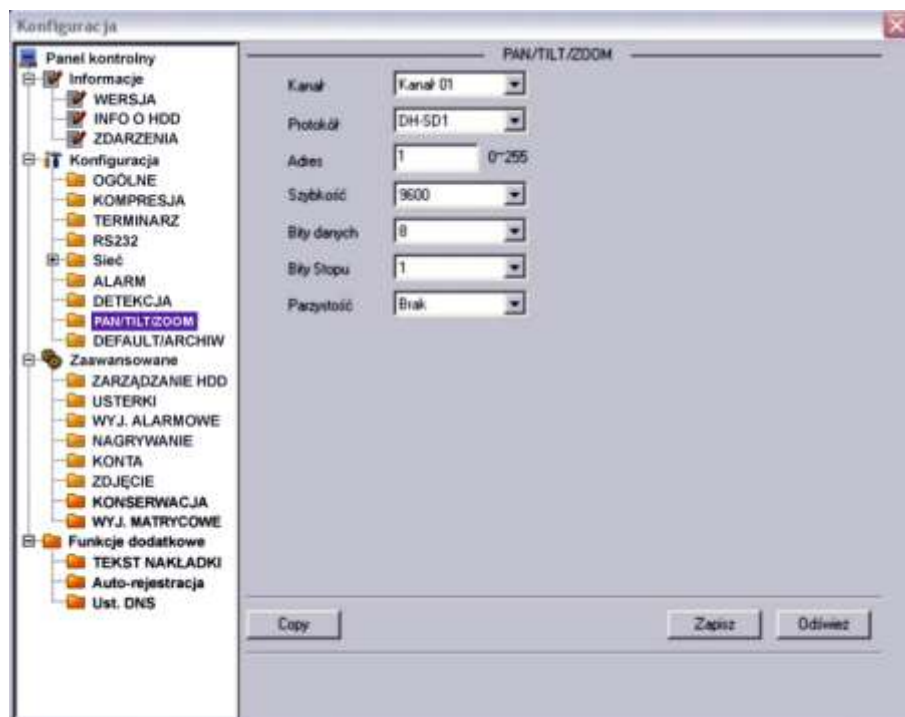 Konfiguracja
Panel kontrolny
Informacje
WERSJA
INFO O HDD
ZDARZENIA
Konfiguracja
OGÓLNE
KOMPRESJA
TERMINARZ
RS232
Sieć
ALARM
DETEKCJA
PAN/TILT/ZOOM
DEFAULT/ARCHIW
Zaawansowane
ZARZĄDZANIE HDD
USTERKI
WYJ. ALARMOWE
NAGRYWANIE
KONTA
ZDJĘCIE
KONSERWACJA
WYJ. MATRYCOWE
Funkcje dodatkowe
TEKST NAKŁADKI
Auto-rejestracja
Ust. DNS
PAN/TILT/ZOOM
Kanał Kanał 01
Protokół DH-SD1
Adres 1 0~255
Szybkość 9600
Bity danych 8
Bity Stopu 1
Parzystość Brak
Copy Zapisz Odśwież